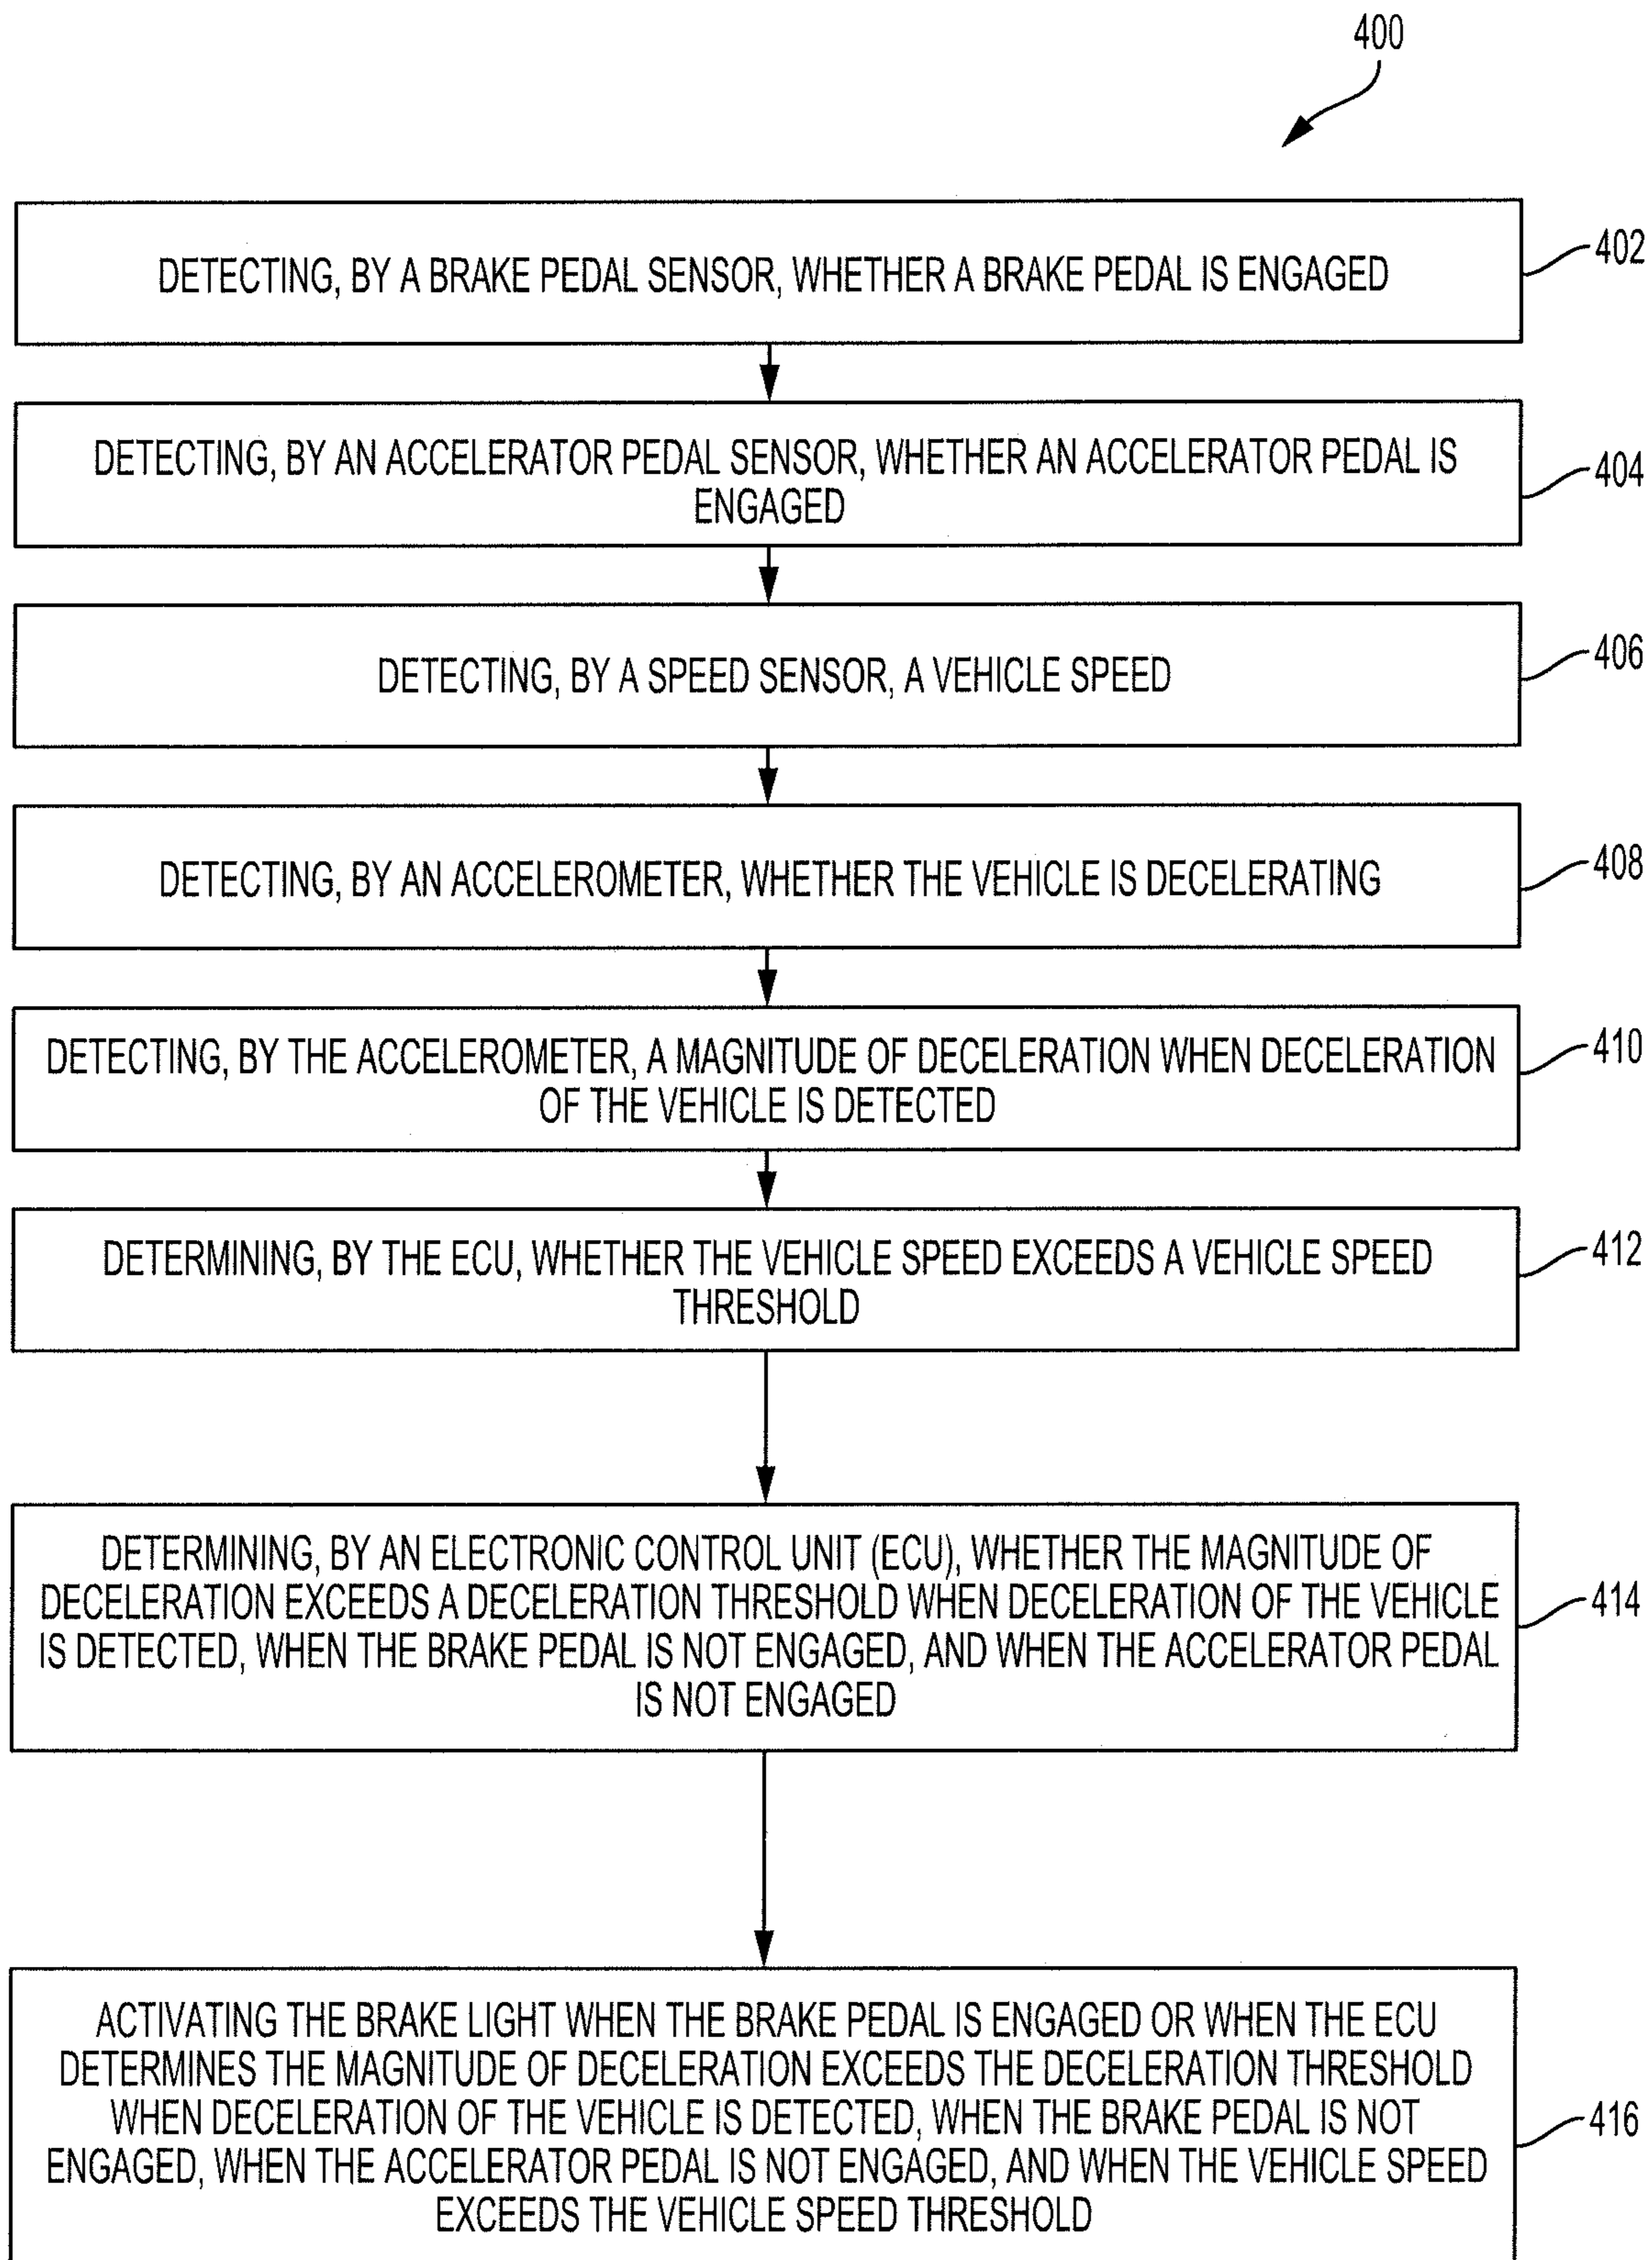 400
DETECTING, BY A BRAKE PEDAL SENSOR, WHETHER A BRAKE PEDAL IS ENGAGED
402
DETECTING, BY AN ACCELERATOR PEDAL SENSOR, WHETHER AN ACCELERATOR PEDAL IS
ENGAGED
404
DETECTING, BY A SPEED SENSOR, A VEHICLE SPEED
406
DETECTING, BY AN ACCELEROMETER, WHETHER THE VEHICLE IS DECELERATING
408
DETECTING, BY THE ACCELEROMETER, A MAGNITUDE OF DECELERATION WHEN DECELERATION
OF THE VEHICLE IS DETECTED
410
DETERMINING, BY THE ECU, WHETHER THE VEHICLE SPEED EXCEEDS A VEHICLE SPEED
THRESHOLD
412
DETERMINING, BY AN ELECTRONIC CONTROL UNIT (ECU), WHETHER THE MAGNITUDE OF
DECELERATION EXCEEDS A DECELERATION THRESHOLD WHEN DECELERATION OF THE VEHICLE
IS DETECTED, WHEN THE BRAKE PEDAL IS NOT ENGAGED, AND WHEN THE ACCELERATOR PEDAL
IS NOT ENGAGED
414
ACTIVATING THE BRAKE LIGHT WHEN THE BRAKE PEDAL IS ENGAGED OR WHEN THE ECU
DETERMINES THE MAGNITUDE OF DECELERATION EXCEEDS THE DECELERATION THRESHOLD
WHEN DECELERATION OF THE VEHICLE IS DETECTED, WHEN THE BRAKE PEDAL IS NOT
ENGAGED, WHEN THE ACCELERATOR PEDAL IS NOT ENGAGED, AND WHEN THE VEHICLE SPEED
EXCEEDS THE VEHICLE SPEED THRESHOLD
416